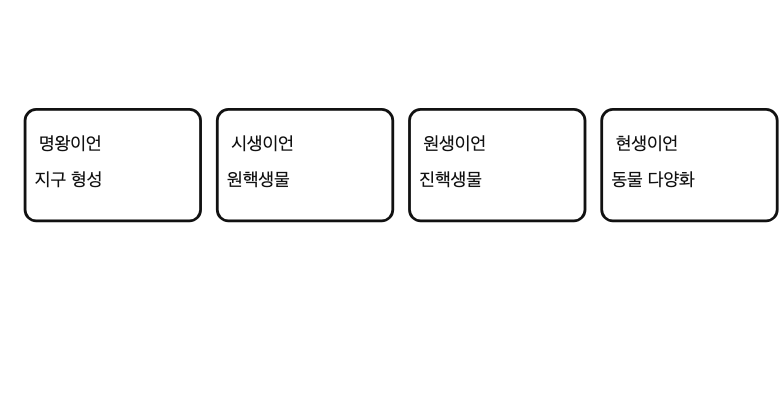 명왕이언
지구 형성
시생이언
원핵생물
원생이언
진핵생물
현생이언
동물 다양화